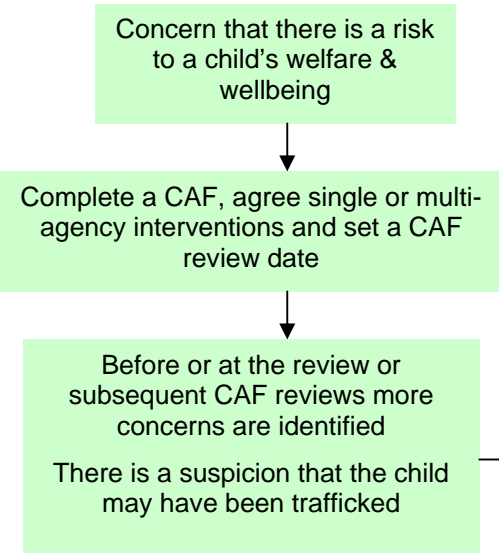 Concern that there is a risk
to a child’s welfare &
wellbeing
Complete a CAF, agree single or multi-
agency interventions and set a CAF
review date
Before or at the review or
subsequent CAF reviews more
concerns are identified
There is a suspicion that the child
may have been trafficked